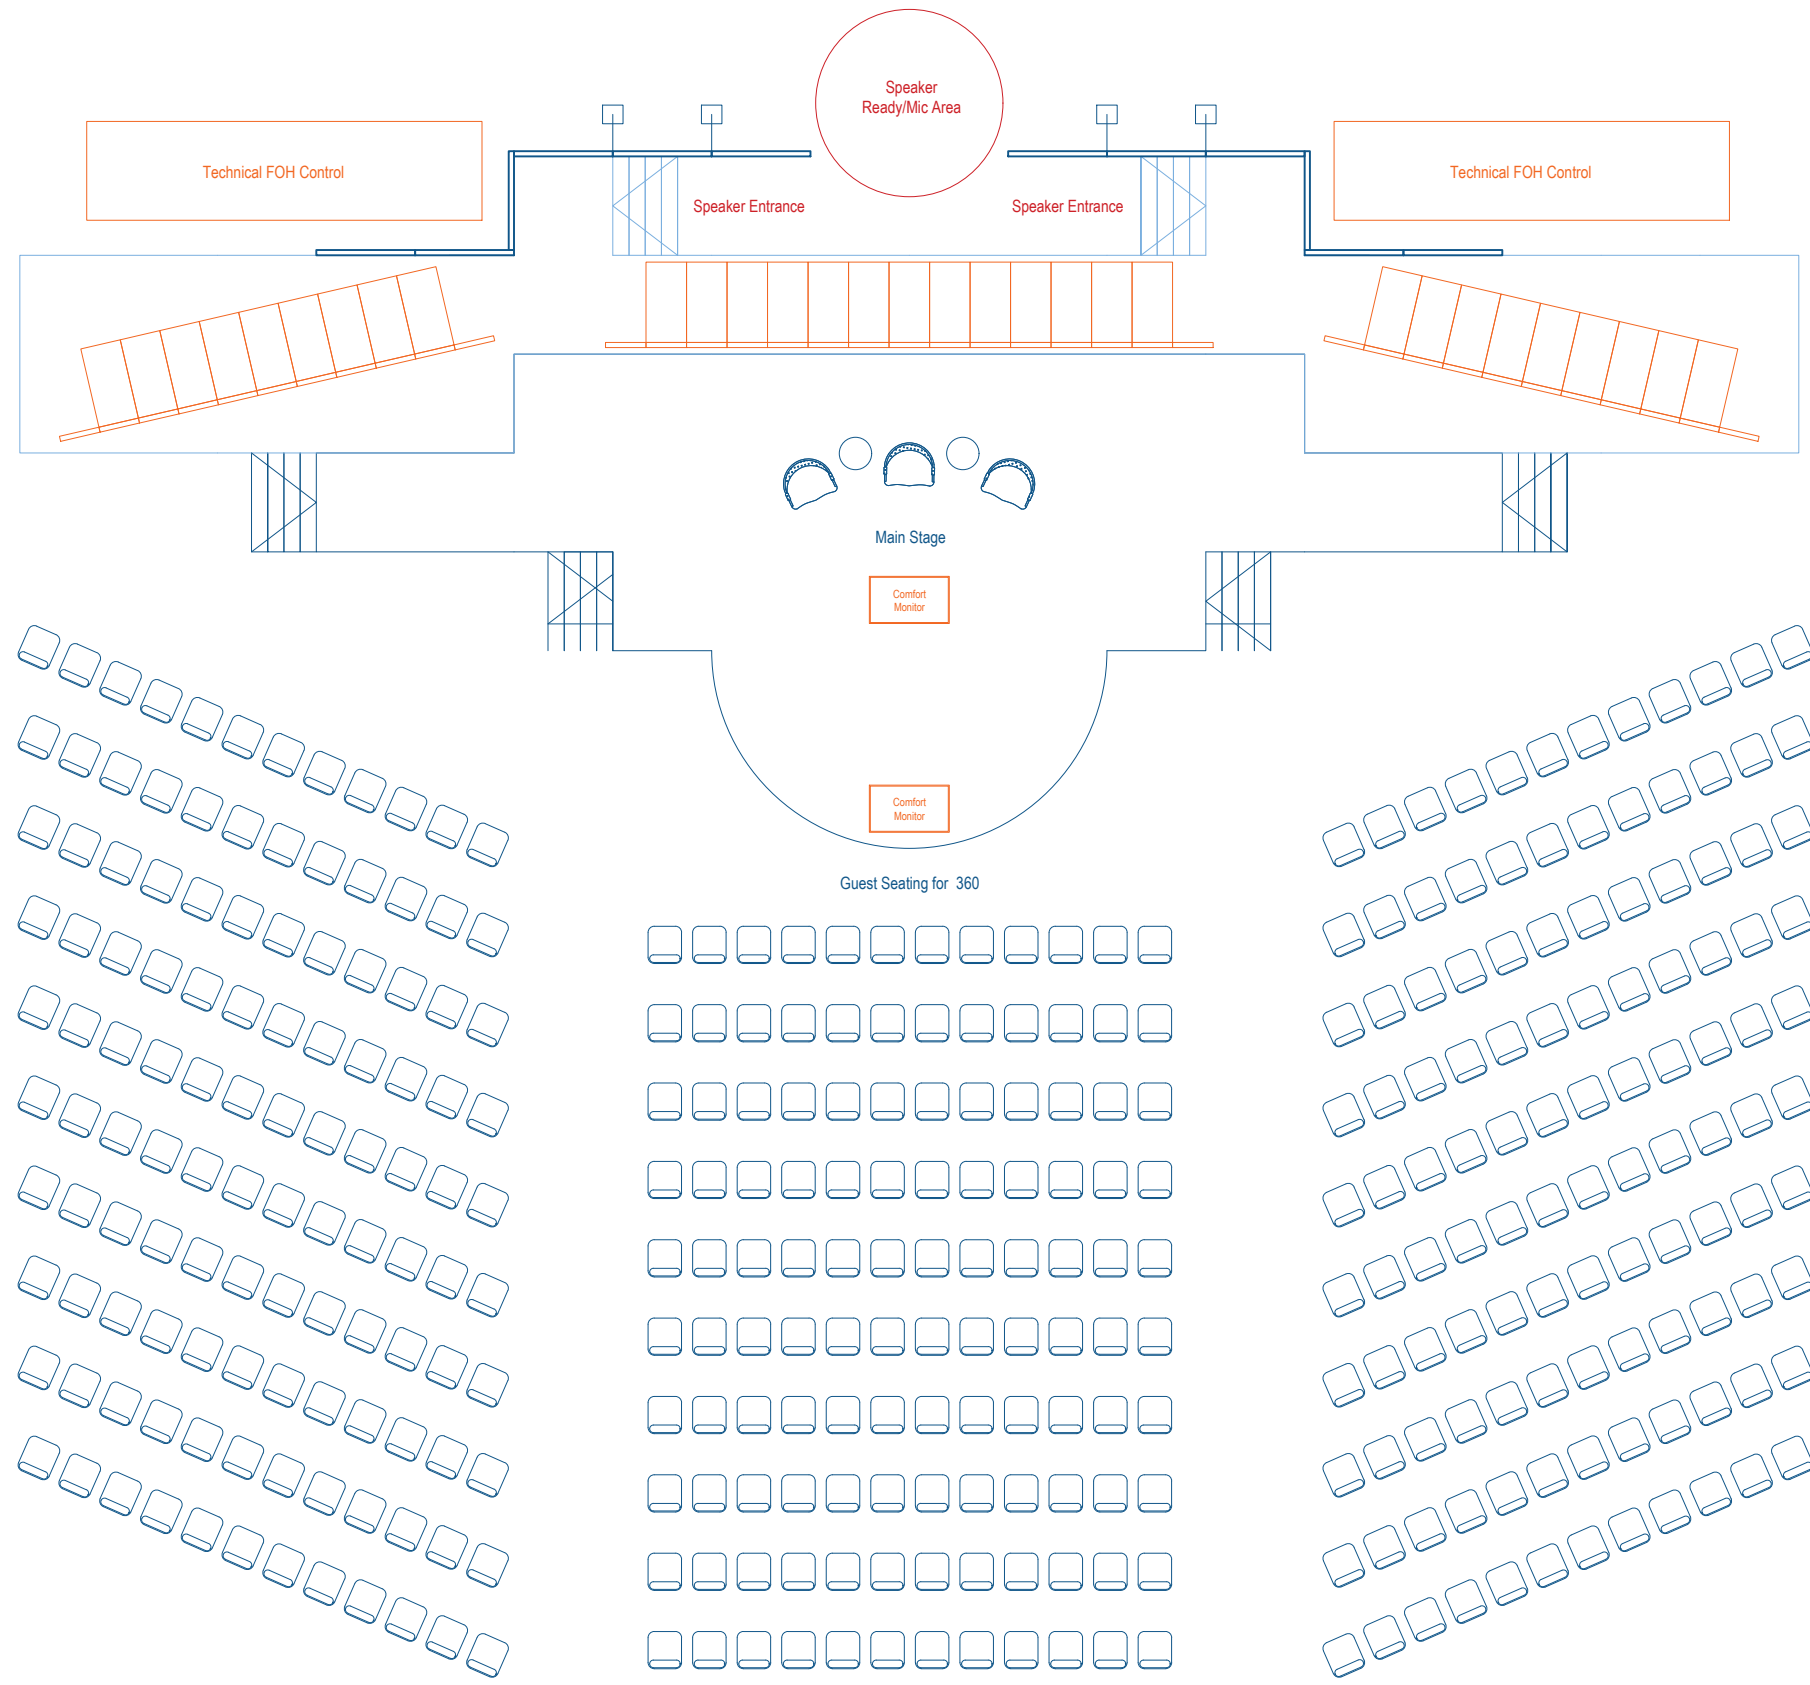 Speaker
Ready/Mic Area
Technical FOH Control
Technical FOH Control
Speaker Entrance
Speaker Entrance
Main Stage
Comfort
Monitor
Comfort
Monitor
Guest Seating for 360